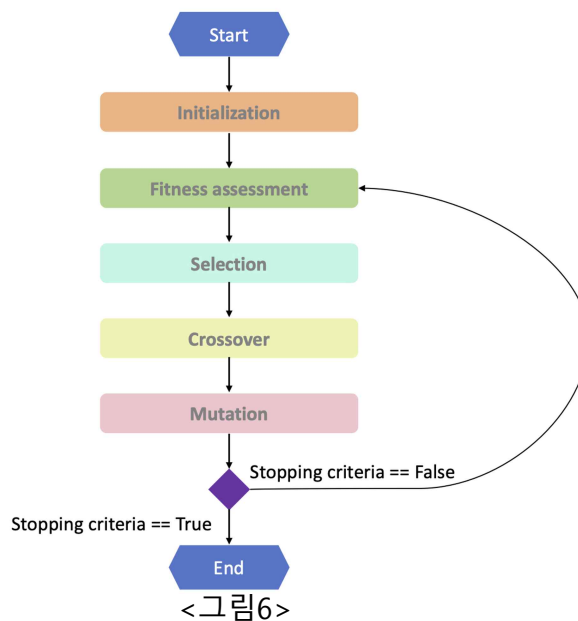 Start
Initialization
Fitness assessment
Selection
Crossover
Mutation
Stopping criteria == False
Stopping criteria == True
End
<그림6>